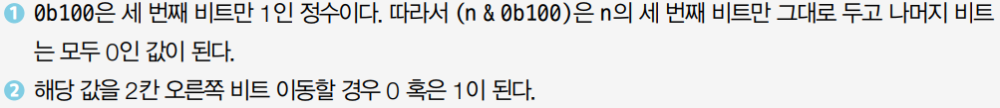 ❶ 0b100은 세 번째 비트만 1인 정수이다. 따라서 (n & 0b100)은 n의 세 번째 비트만 그대로 두고 나머지 비트
는 모두 0인 값이 된다.
❷ 해당 값을 2칸 오른쪽 비트 이동할 경우 0 혹은 1이 된다.